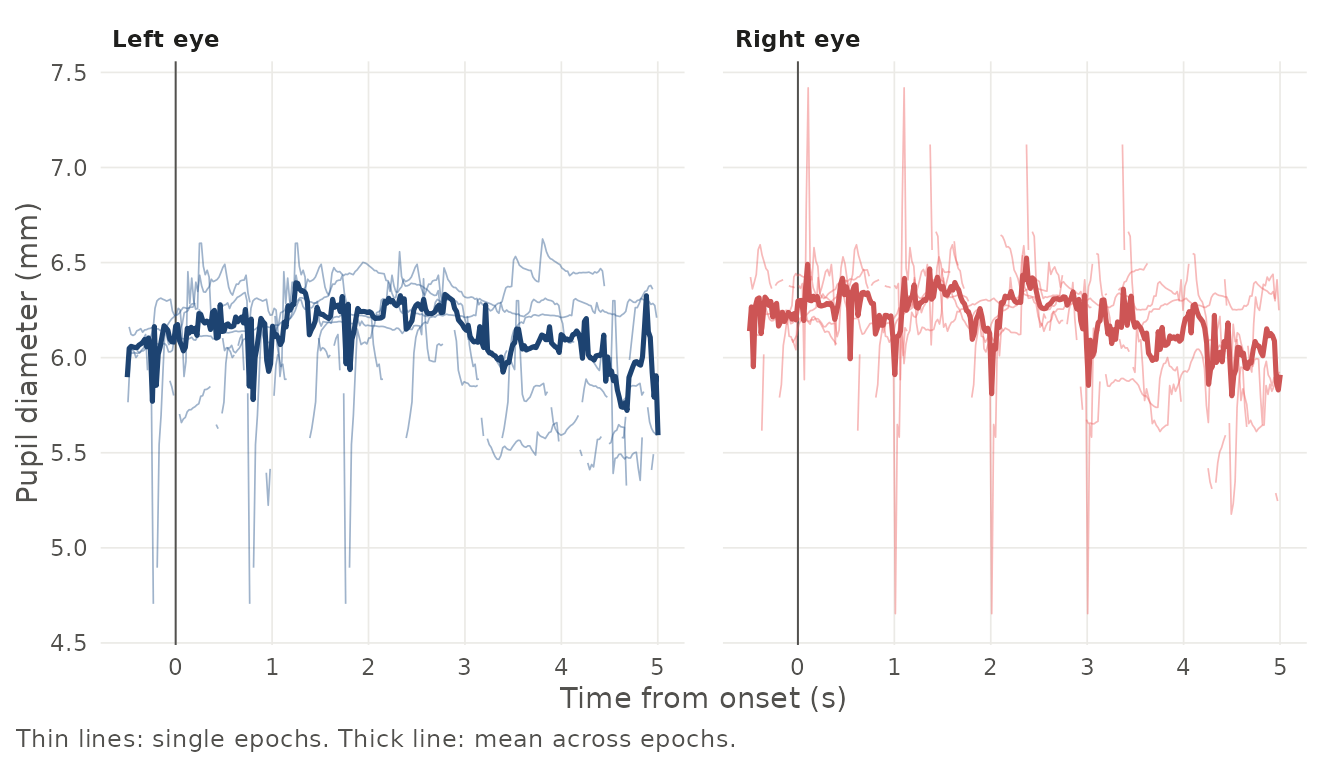 Left eye
Right eye
7.5
7.0
6.5
6.0
5.5
5.0
4.5
Pupil diameter (mm)
0 1 2 3 4 5
0 1 2 3 4 5
Time from onset (s)
Thin lines: single epochs. Thick line: mean across epochs.